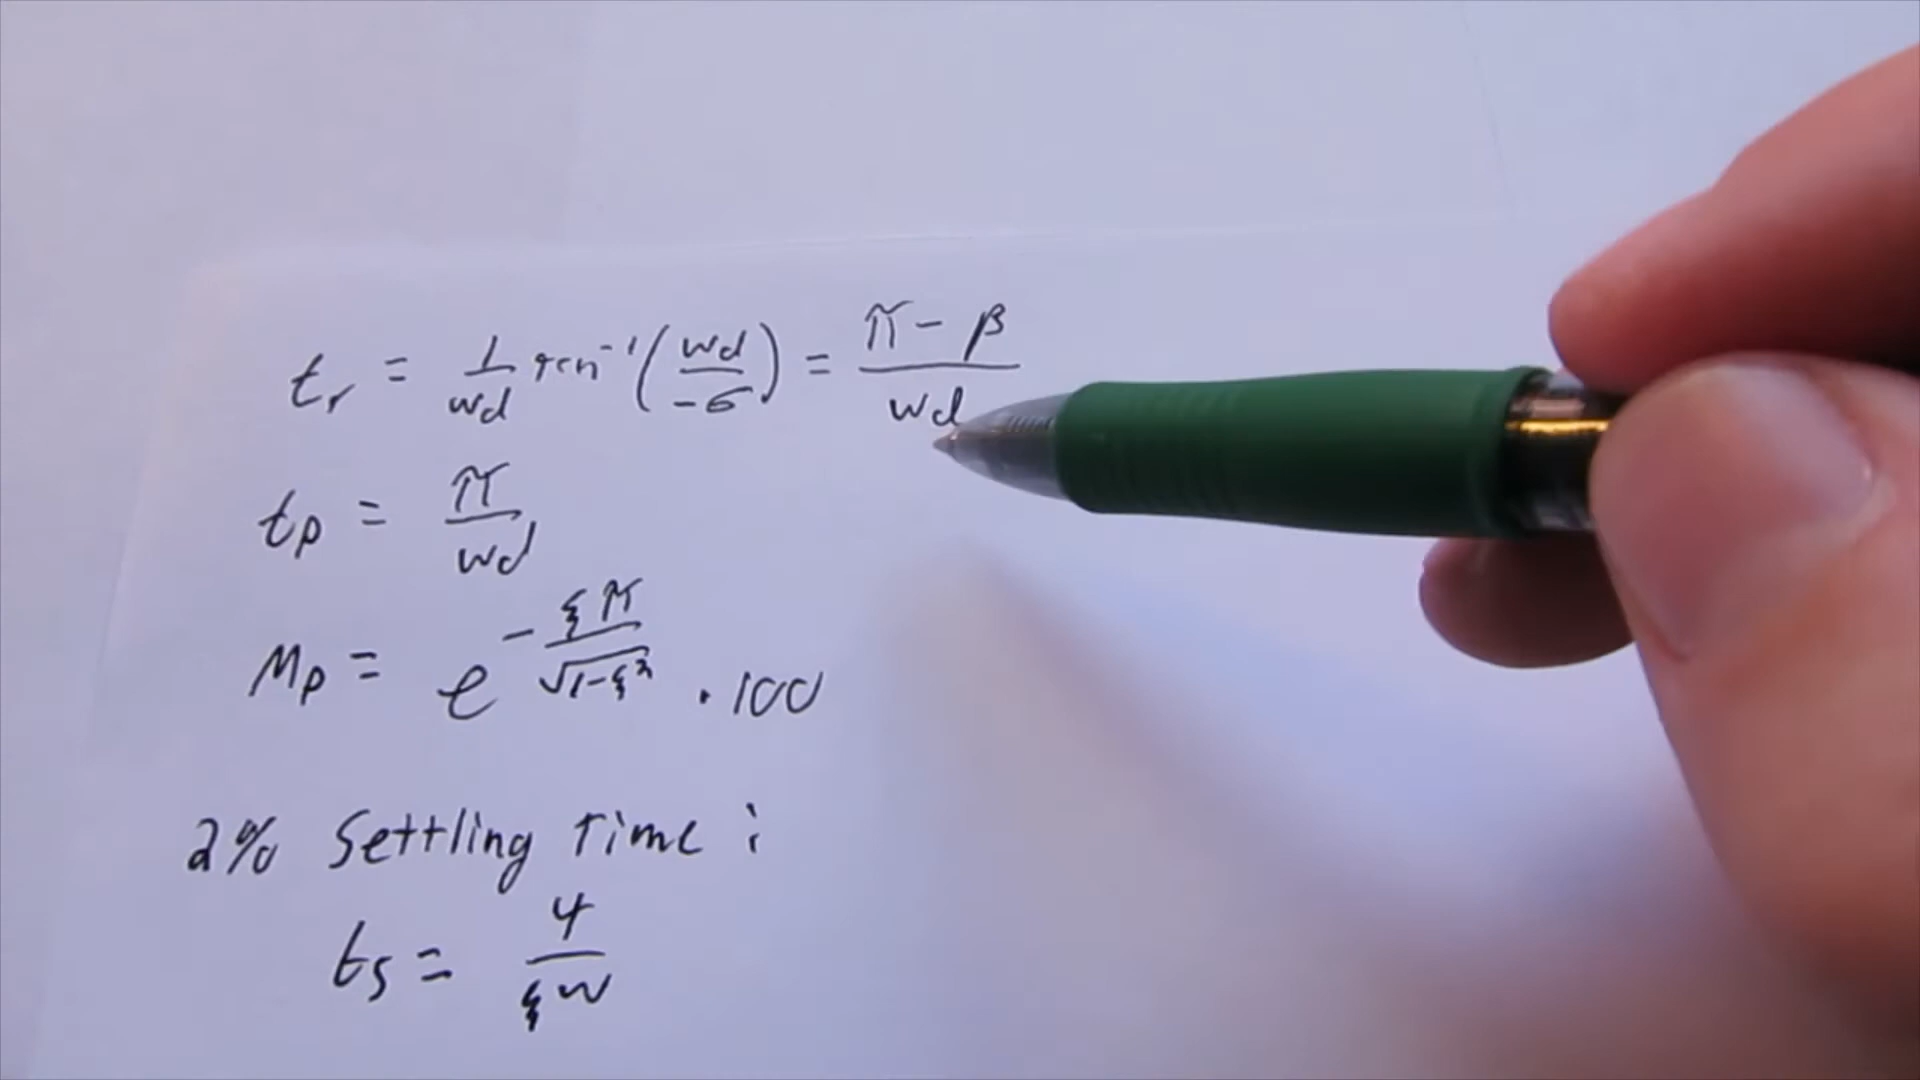 tr = 1/wd tan⁻¹(wd/-σ) = π - β/wd
tp = π/wd
Mp = e^(-ξπ/√1-ξ²) · 100
2% Settling Time :
ts = 4/ξw